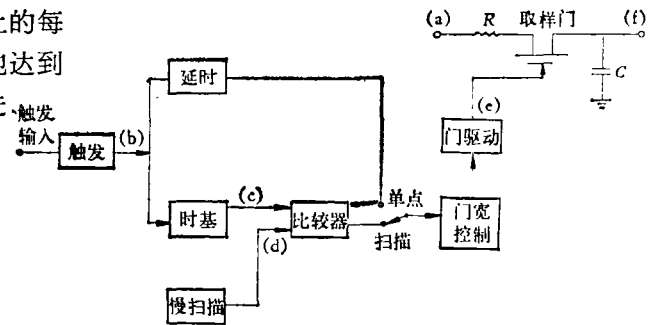 上的每
也达到
(a)
R
取样门
(f)
C
(e)
门驱动
延时
触发
输入
触发
(b)
时基
(c)
(d)
比较器
单点
扫描
门宽
控制
慢扫描